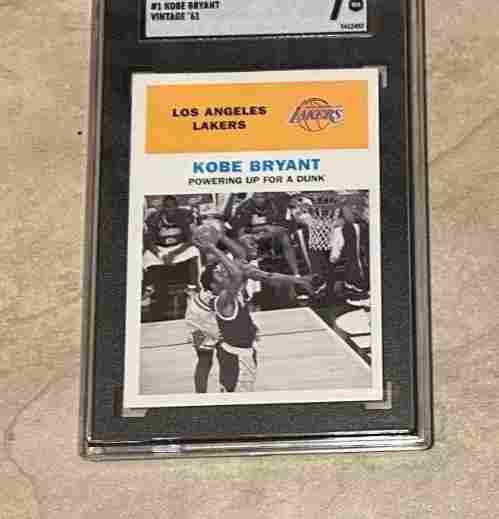 #1 KOBE BRYANT
VINTAGE '61
7
LOS ANGELES
LAKERS
LAKERS
KOBE BRYANT
POWERING UP FOR A DUNK